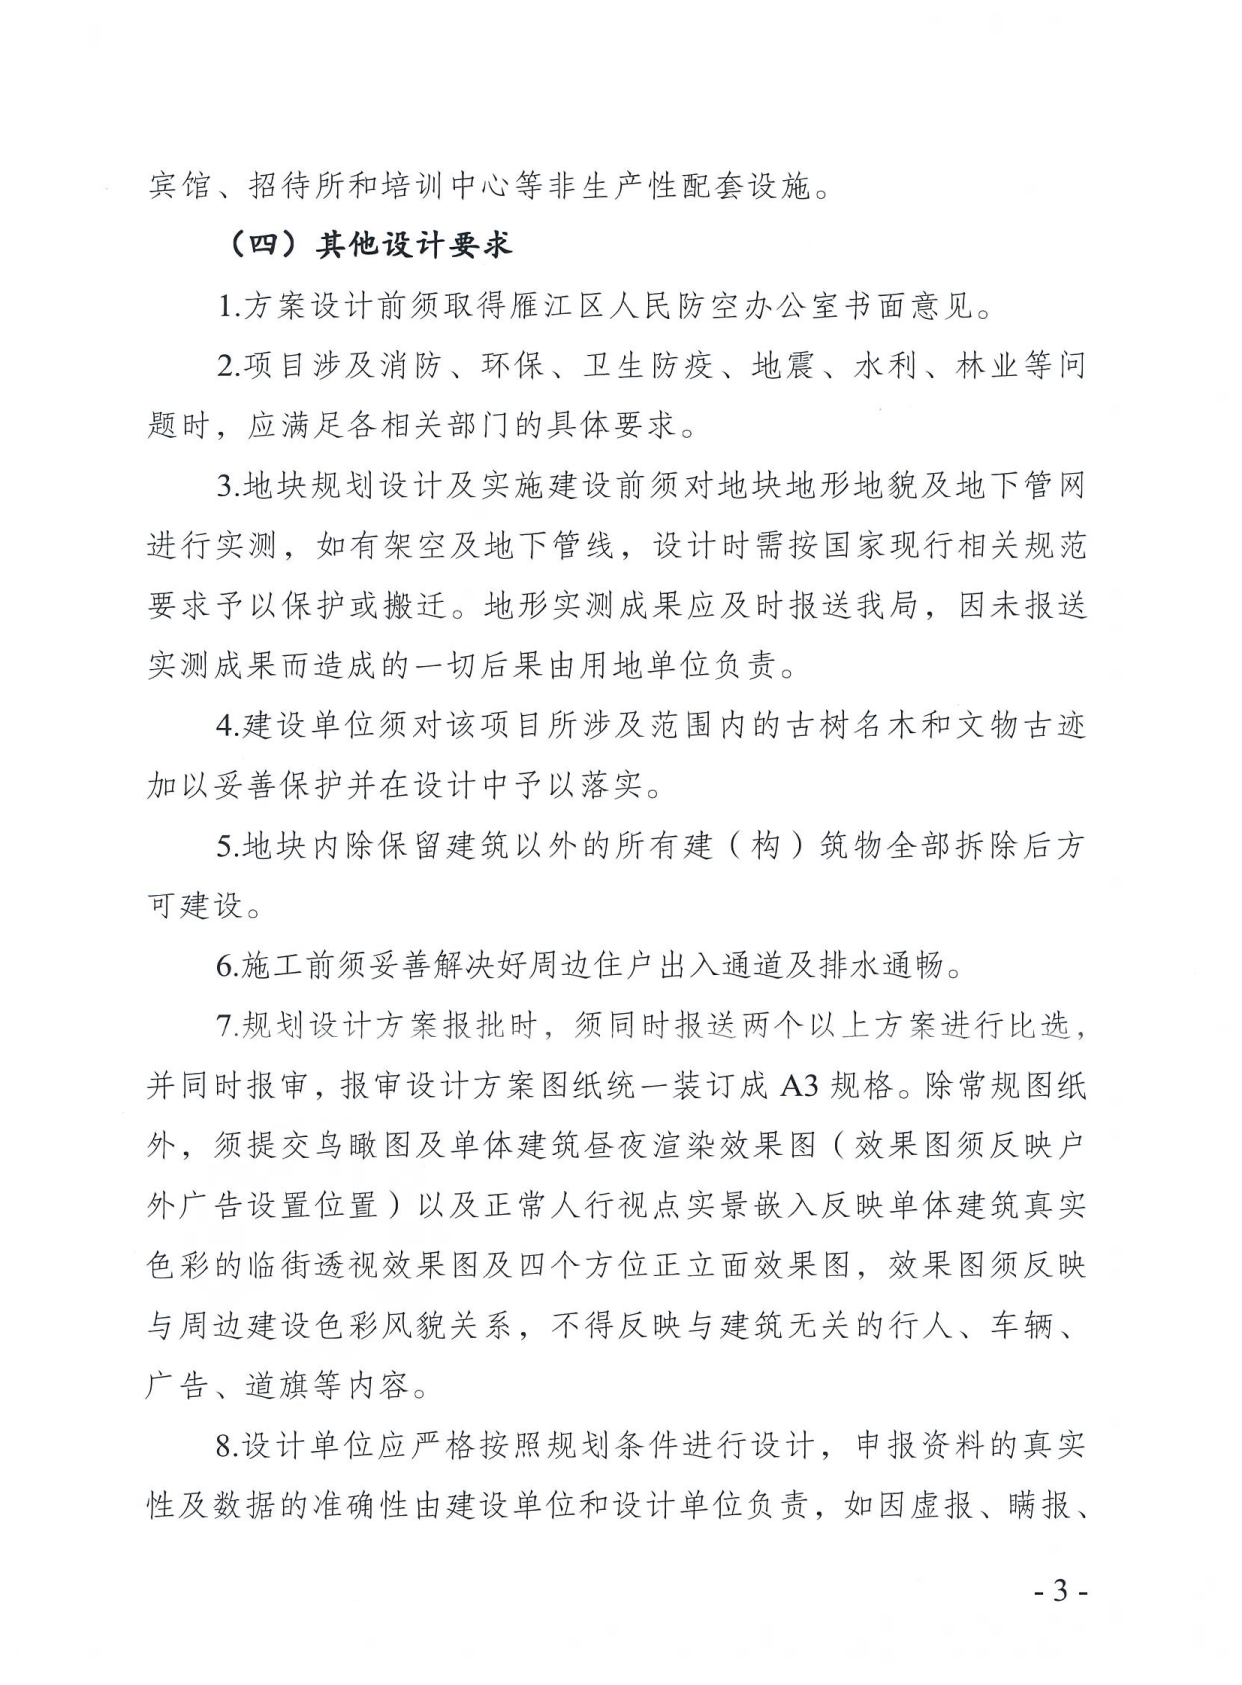 宾馆、招待所和培训中心等非生产性配套设施。
（四）其他设计要求
1.方案设计前须取得雁江区人民防空办公室书面意见。
2.项目涉及消防、环保、卫生防疫、地震、水利、林业等问
题时，应满足各相关部门的具体要求。
3.地块规划设计及实施建设前须对地块地形地貌及地下管网
进行实测，如有架空及地下管线，设计时需按国家现行相关规范
要求予以保护或搬迁。地形实测成果应及时报送我局，因未报送
实测成果而造成的一切后果由用地单位负责。
4.建设单位须对该项目所涉及范围内的古树名木和文物古迹
加以妥善保护并在设计中予以落实。
5.地块内除保留建筑以外的所有建（构）筑物全部拆除后方
可建设。
6.施工前须妥善解决好周边住户出入通道及排水通畅。
7.规划设计方案报批时，须同时报送两个以上方案进行比选，
并同时报审，报审设计方案图纸统一装订成 A3 规格。除常规图纸
外，须提交鸟瞰图及单体建筑昼夜渲染效果图（效果图须反映户
外广告设置位置）以及正常人行视点实景嵌入反映单体建筑真实
色彩的临街透视效果图及四个方位正立面效果图，效果图须反映
与周边建设色彩风貌关系，不得反映与建筑无关的行人、车辆、
广告、道旗等内容。
8.设计单位应严格按照规划条件进行设计，申报资料的真实
性及数据的准确性由建设单位和设计单位负责，如因虚报、瞒报、
- 3 -